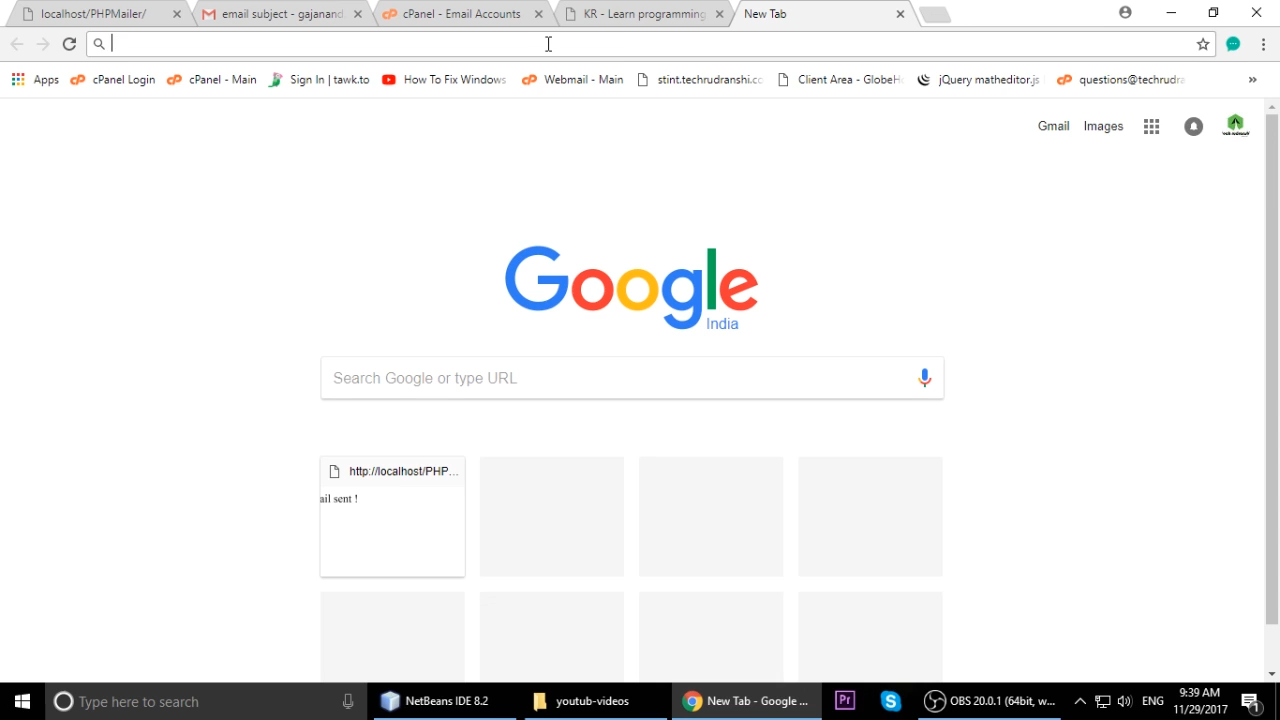 localhost/PHPMailer/
email subject - gajanand.
cPanel - Email Accounts
KR - Learn programming
New Tab
Apps
cPanel Login
cPanel - Main
Sign In | tawk.to
How To Fix Windows
Webmail - Main
stint.techrudranshi.co
Client Area - GlobeHo
jQuery matheditor.js
questions@techrudra
»
Gmail
Images
Google
India
Search Google or type URL
http://localhost/PHP...
ail sent !
Type here to search
NetBeans IDE 8.2
youtub-videos
New Tab - Google ...
Pr
OBS 20.0.1 (64bit, w...
ENG
9:39 AM
11/29/2017
1